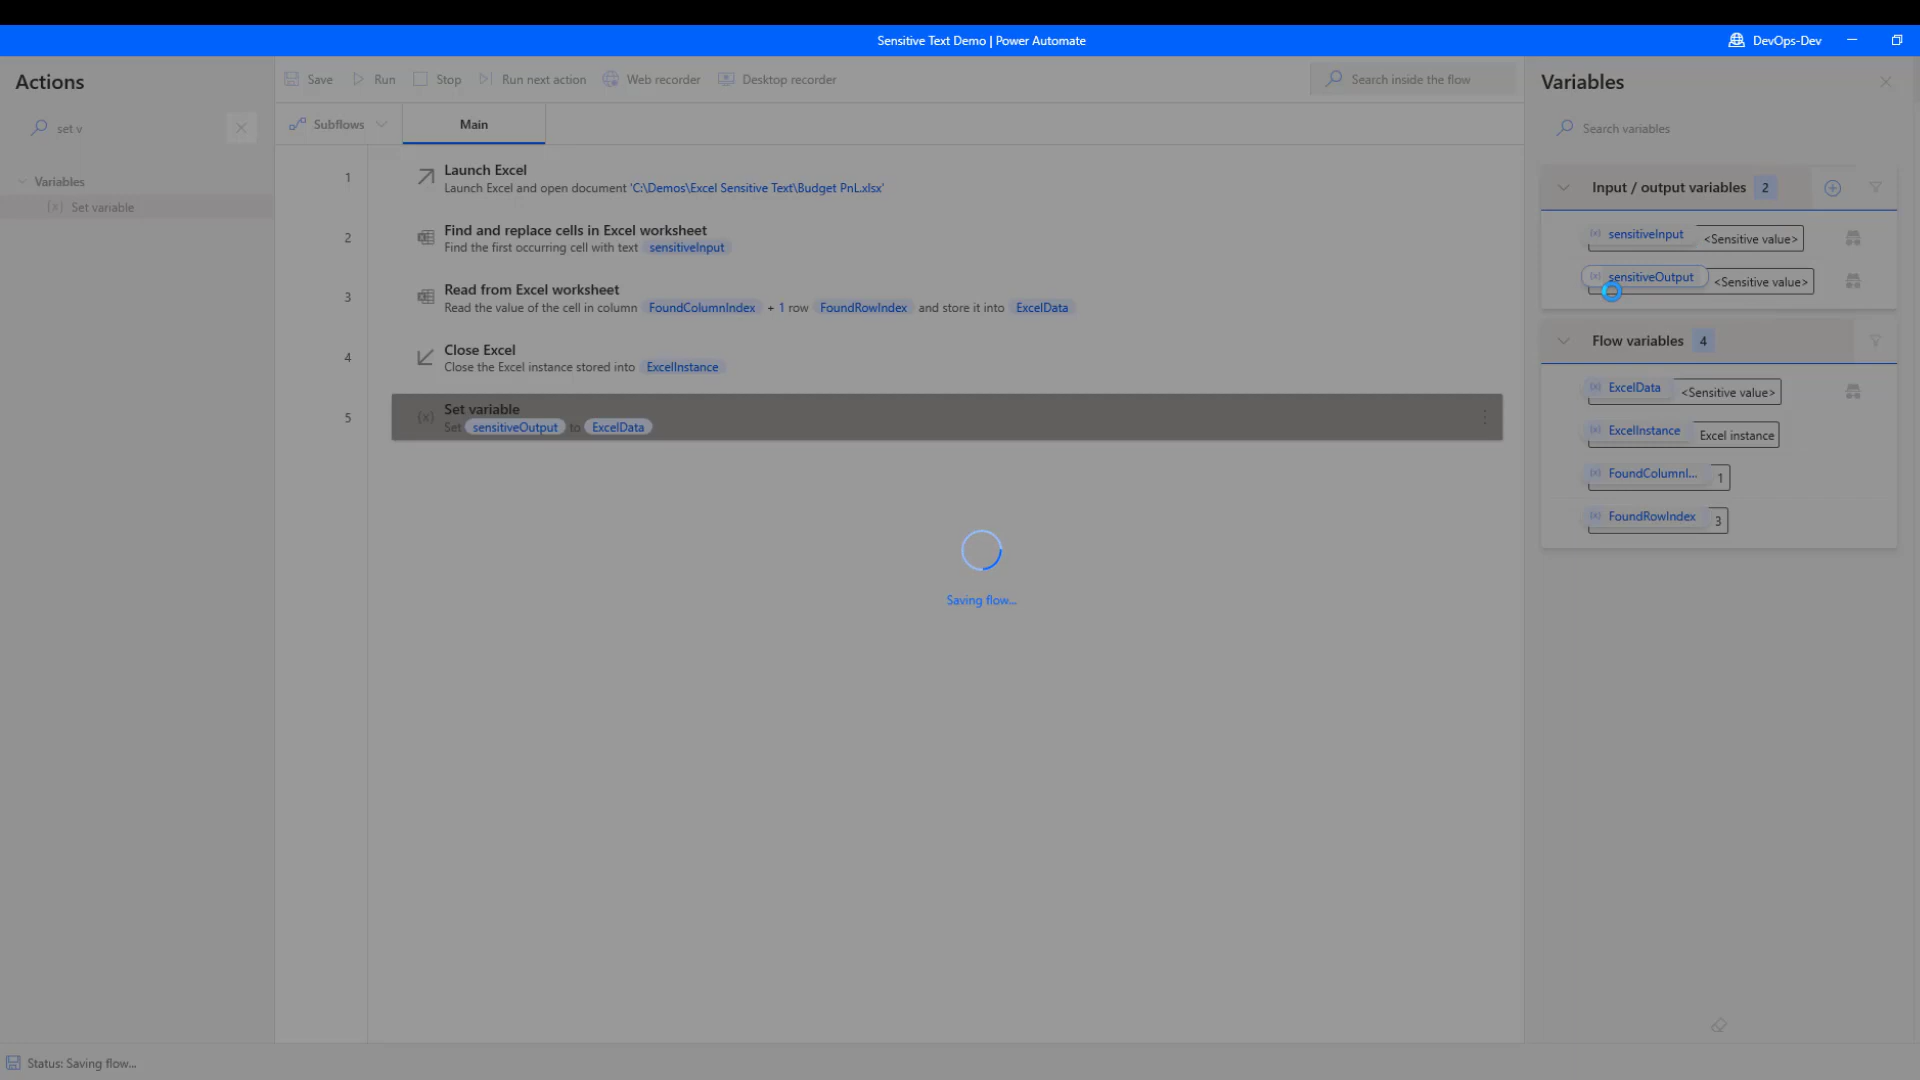 Sensitive Text Demo | Power Automate
DevOps-Dev
Actions
set v
Variables
Set variable
Save
Run
Stop
Run next action
Web recorder
Desktop recorder
Search inside the flow
Subflows
Main
1
Launch Excel
Launch Excel and open document 'C:\Demos\Excel Sensitive Text\Budget PnL.xlsx'
2
Find and replace cells in Excel worksheet
Find the first occurring cell with text sensitiveInput
3
Read from Excel worksheet
Read the value of the cell in column FoundColumnIndex + 1 row FoundRowIndex and store it into ExcelData
4
Close Excel
Close the Excel instance stored into ExcelInstance
5
{x} Set variable
Set sensitiveOutput to ExcelData
Saving flow...
Variables
Search variables
Input / output variables 2
sensitiveInput <Sensitive value>
sensitiveOutput <Sensitive value>
Flow variables 4
ExcelData <Sensitive value>
ExcelInstance Excel instance
FoundColumnI... 1
FoundRowIndex 3
Status: Saving flow...